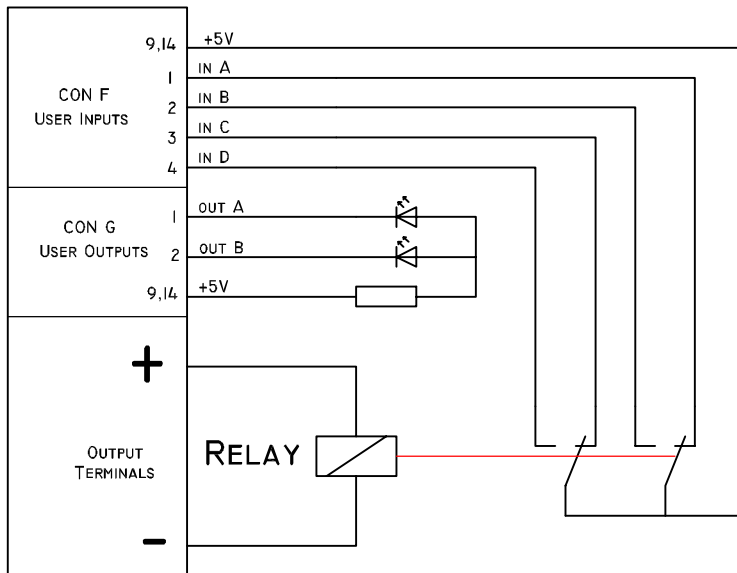 9,14 +5V
1 IN A
CON F
2 IN B
USER INPUTS
3 IN C
4 IN D
1 OUT A
CON G
USER OUTPUTS
2 OUT B
9,14 +5V
+
OUTPUT
TERMINALS
RELAY
-